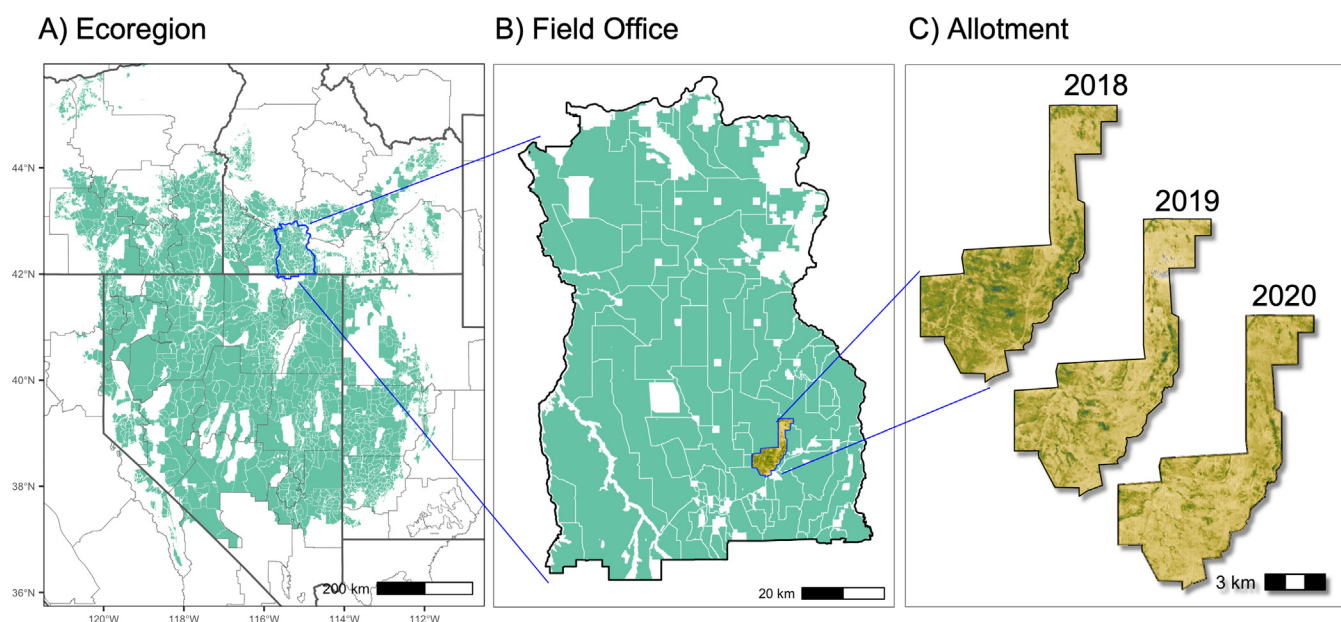 A) Ecoregion
B) Field Office
C) Allotment
44°N
42°N
40°N
38°N
36°N
120°W
118°W
116°W
114°W
112°W
200 km
20 km
2018
2019
2020
3 km